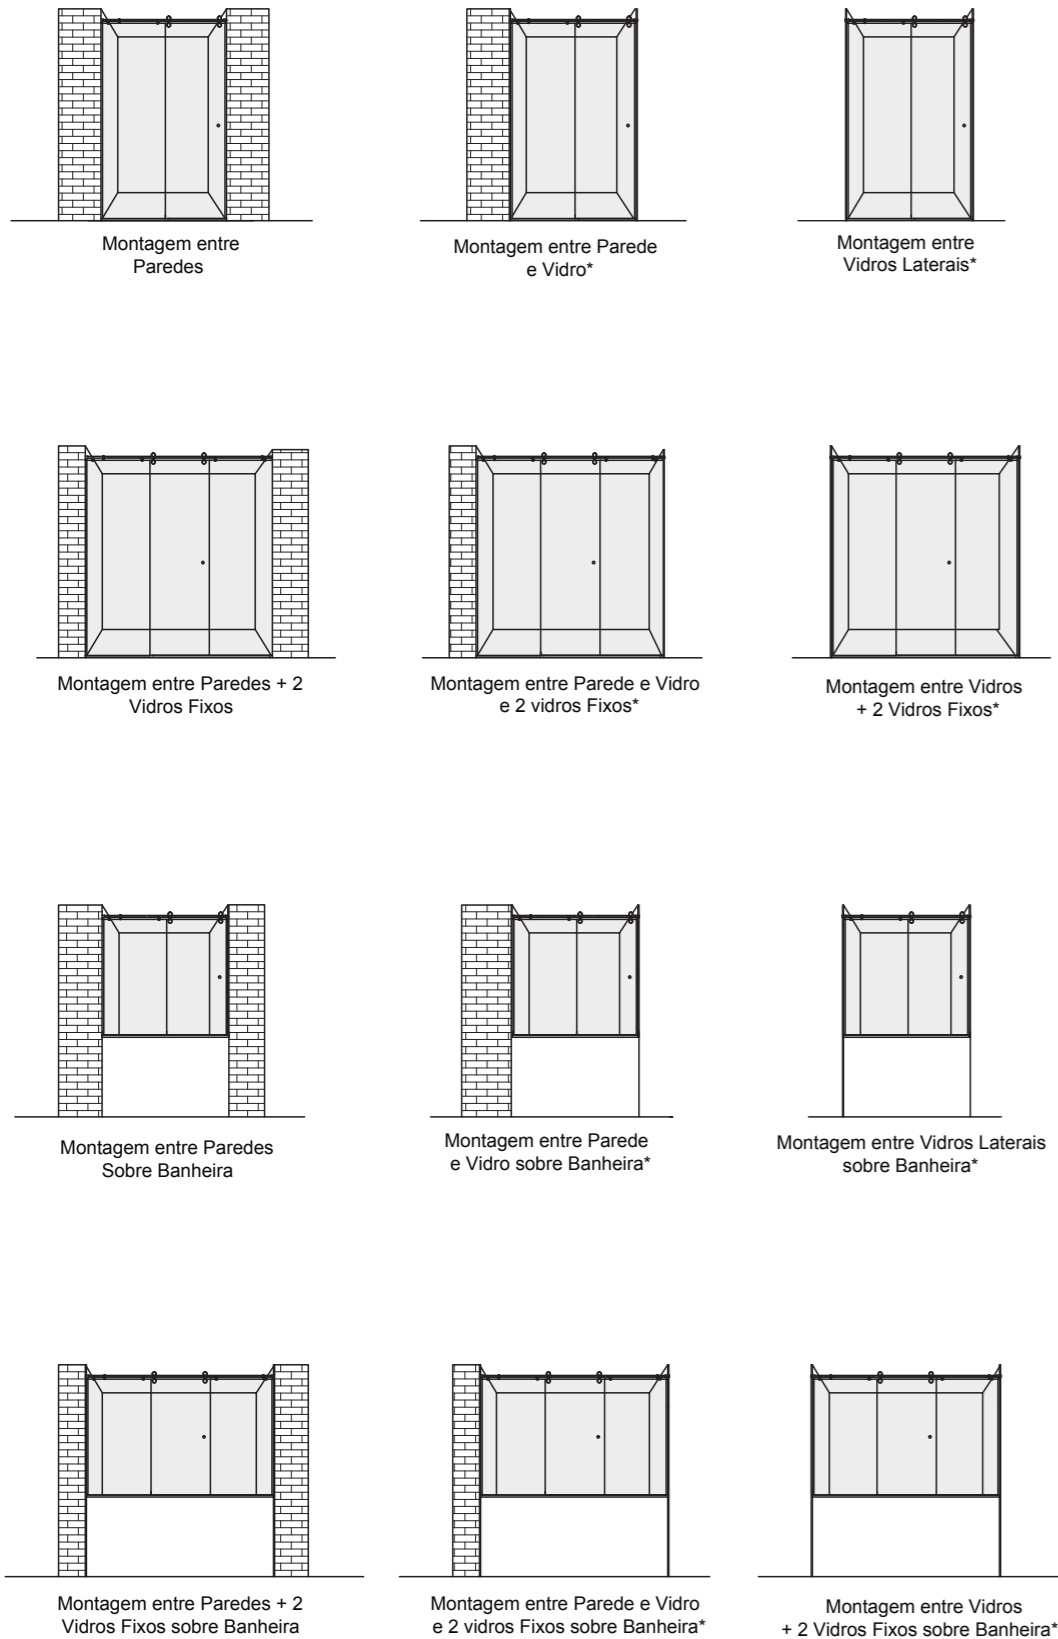 Montagem entre
Paredes
Montagem entre Parede
e Vidro*
Montagem entre
Vidros Laterais*
Montagem entre Paredes + 2
Vidros Fixos
Montagem entre Parede e Vidro
e 2 vidros Fixos*
Montagem entre Vidros
+ 2 Vidros Fixos*
Montagem entre Paredes
Sobre Banheira
Montagem entre Parede
e Vidro sobre Banheira*
Montagem entre Vidros Laterais
sobre Banheira*
Montagem entre Paredes + 2
Vidros Fixos sobre Banheira
Montagem entre Parede e Vidro
e 2 vidros Fixos sobre Banheira*
Montagem entre Vidros
+ 2 Vidros Fixos sobre Banheira*